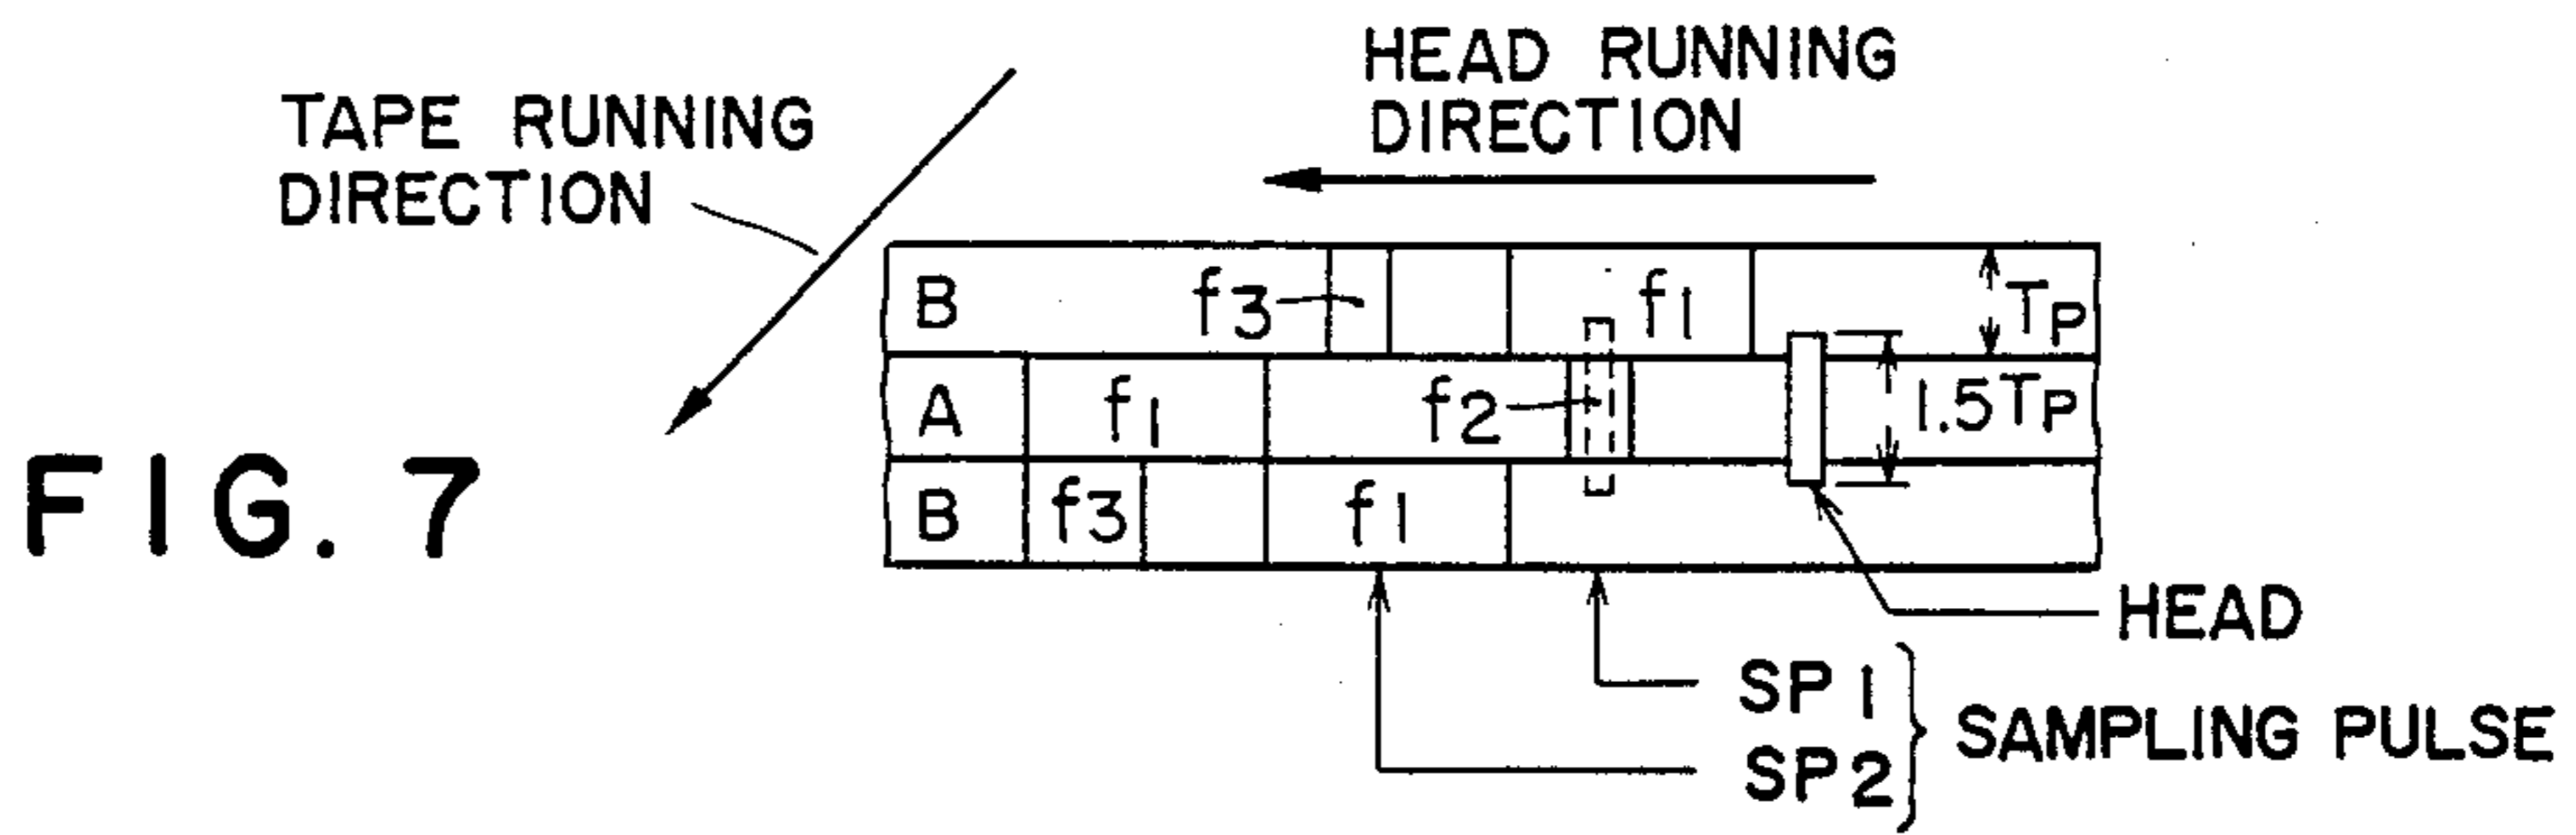 HEAD RUNNING
DIRECTION
TAPE RUNNING
DIRECTION
B f3 f1 TP
A f1 f2 1.5TP
B f3 f1
FIG. 7
HEAD
SP1
SP2
SAMPLING PULSE